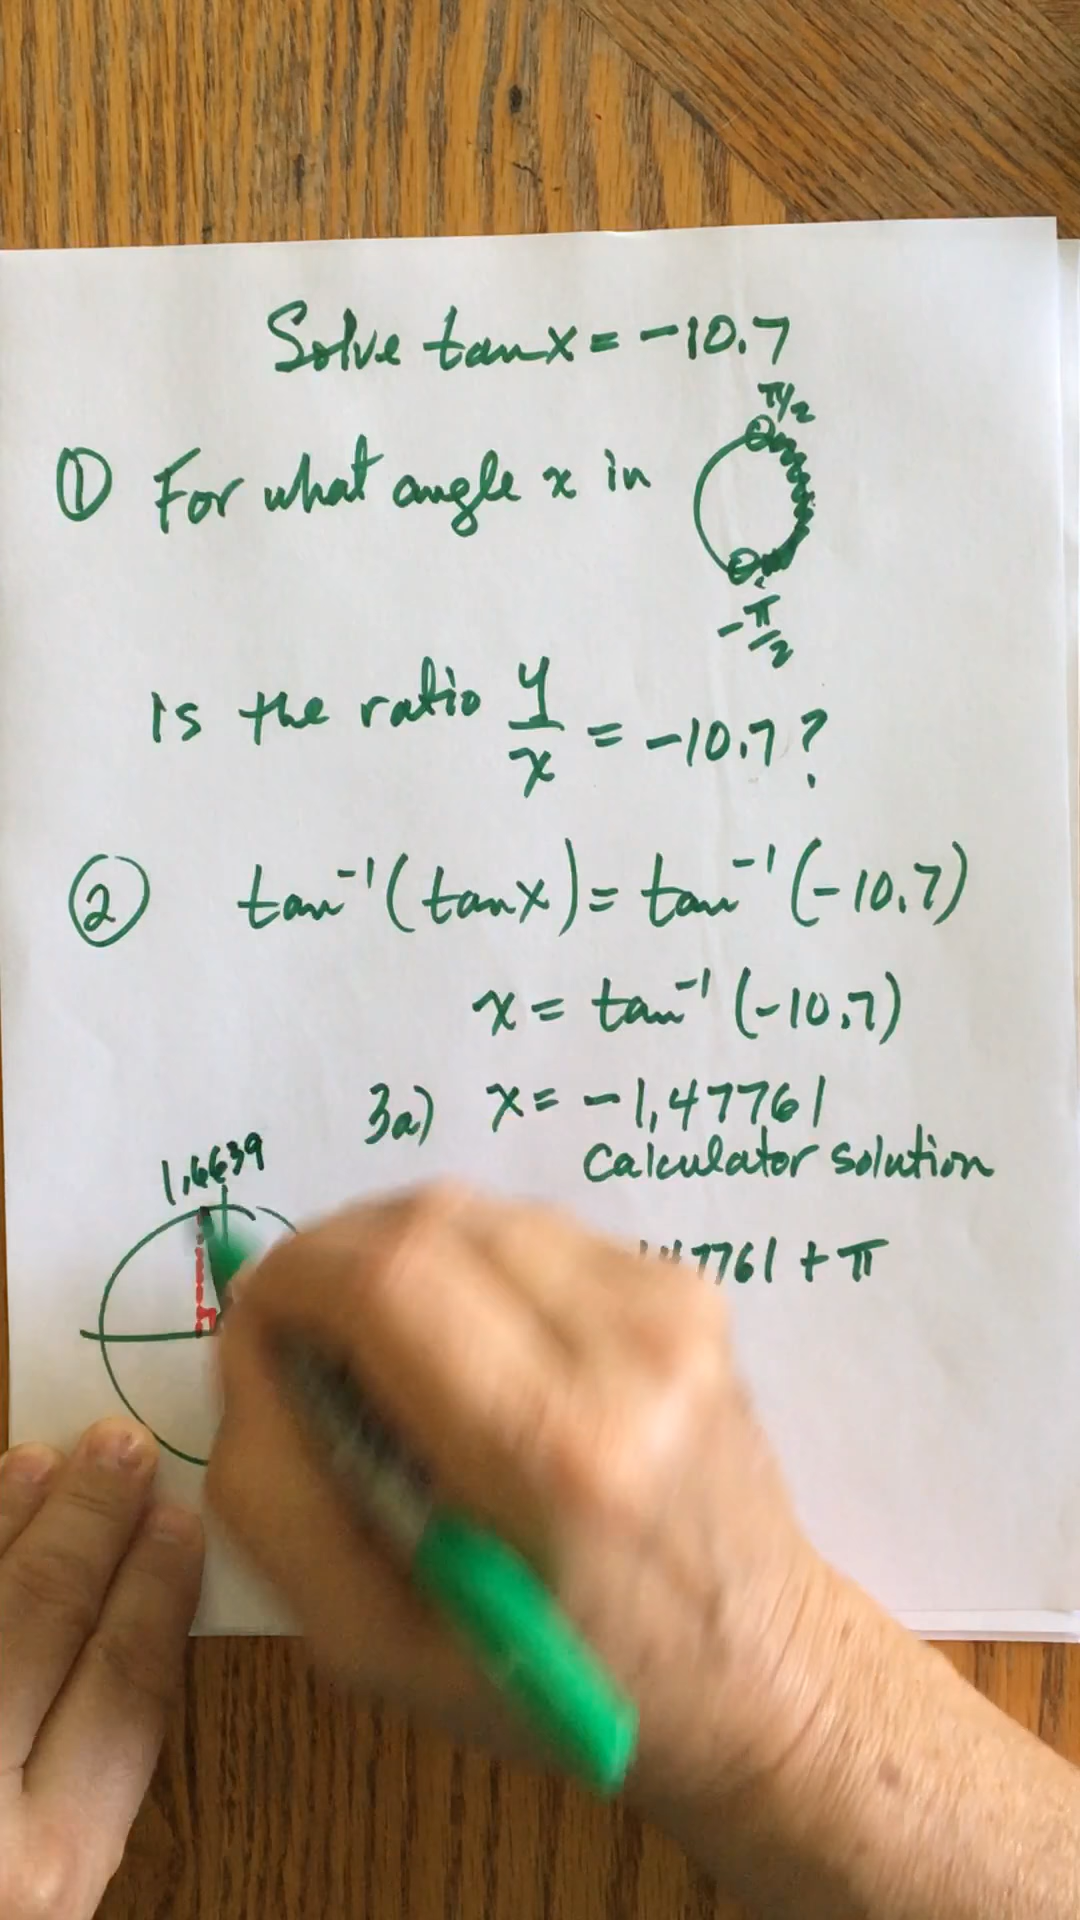 Solve tan x = -10.7
π/2
① For what angle x in
-π/2
is the ratio y/x = -10.7?
② tan⁻¹(tan x) = tan⁻¹(-10.7)
x = tan⁻¹(-10.7)
3a) x = -1.47761
Calculator solution
1.6639
47761 + π